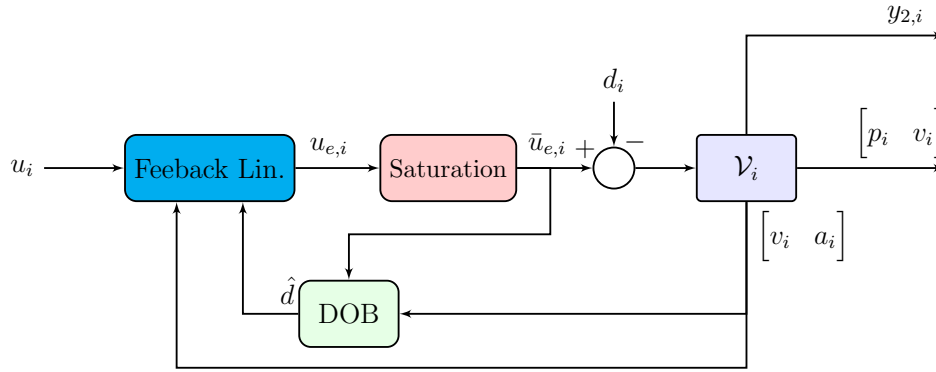 y_{2,i}
d_i
[p_i v_i]
u_i
Feeback Lin.
u_{e,i}
Saturation
ū_{e,i}
+
−
𝒱_i
[v_i a_i]
d̂
DOB